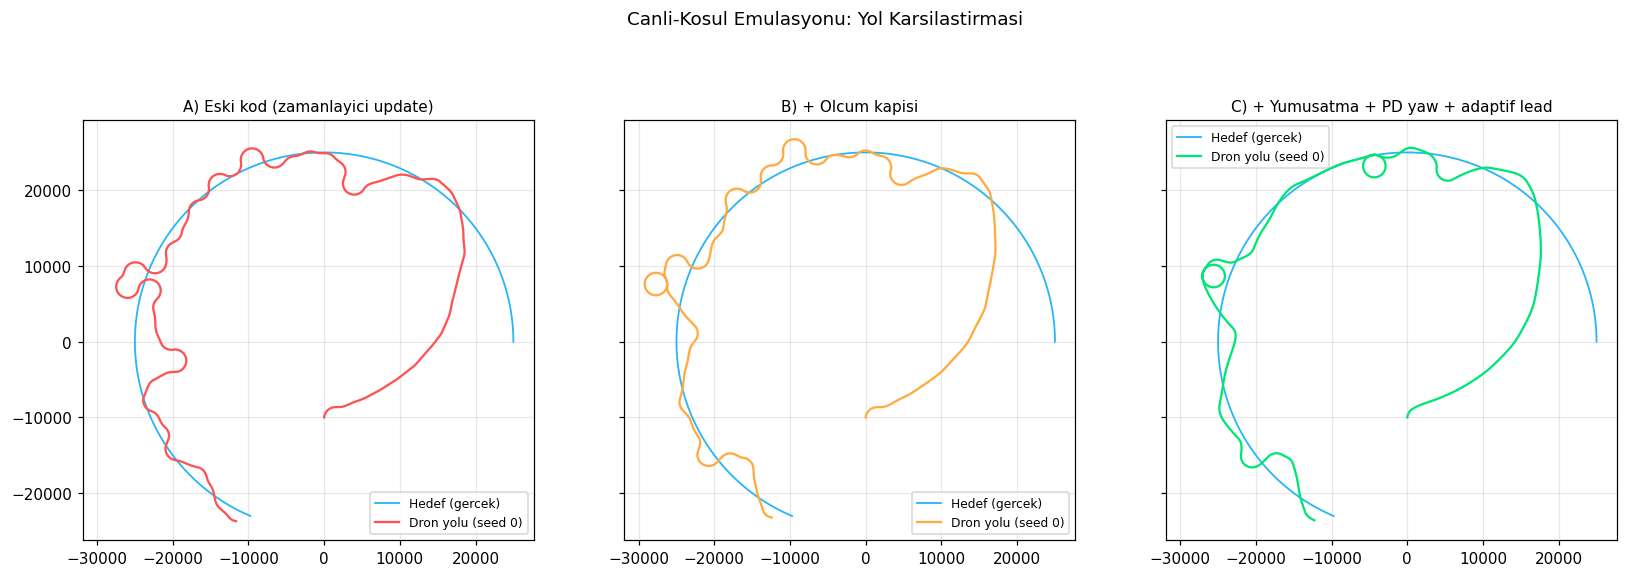 Canli-Kosul Emulasyonu: Yol Karsilastirmasi
A) Eski kod (zamanlayici update)
20000
10000
0
−10000
−20000
−30000 −20000 −10000 0 10000 20000
Hedef (gercek)
Dron yolu (seed 0)
B) + Olcum kapisi
−30000 −20000 −10000 0 10000 20000
Hedef (gercek)
Dron yolu (seed 0)
C) + Yumusatma + PD yaw + adaptif lead
Hedef (gercek)
Dron yolu (seed 0)
−30000 −20000 −10000 0 10000 20000